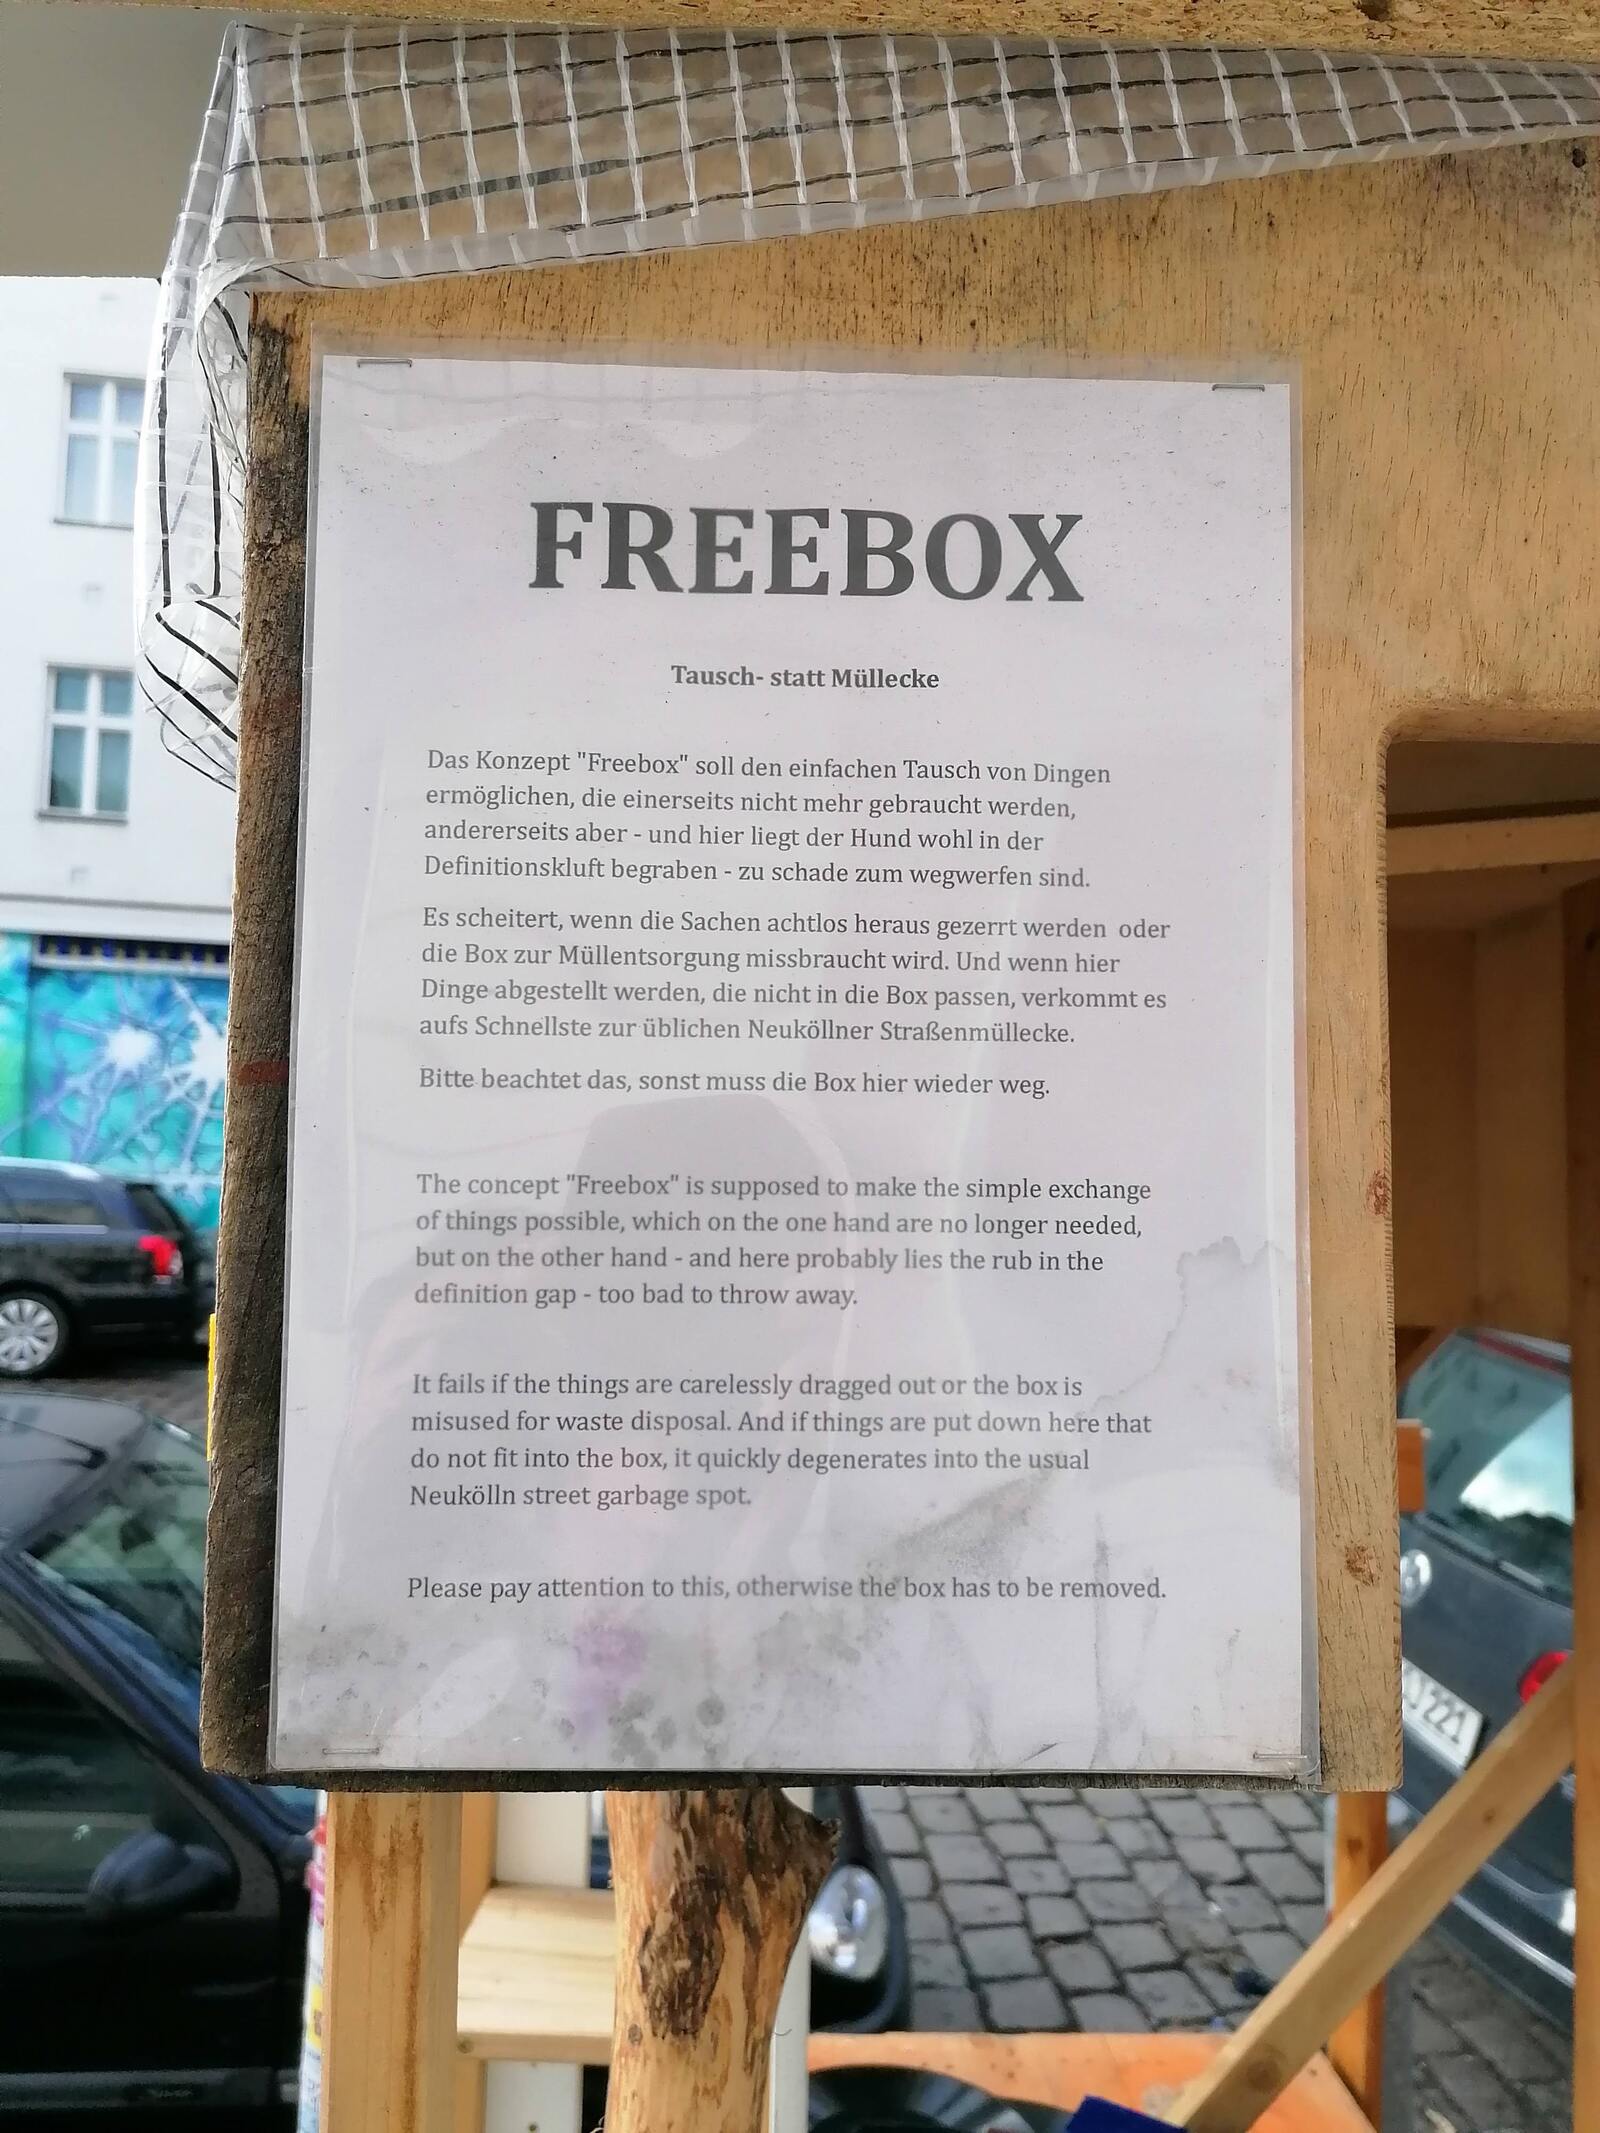 FREEBOX
Tausch- statt Müllecke
Das Konzept "Freebox" soll den einfachen Tausch von Dingen
ermöglichen, die einerseits nicht mehr gebraucht werden,
andererseits aber - und hier liegt der Hund wohl in der
Definitionskluft begraben - zu schade zum wegwerfen sind.
Es scheitert, wenn die Sachen achtlos heraus gezerrt werden  oder
die Box zur Müllentsorgung missbraucht wird. Und wenn hier
Dinge abgestellt werden, die nicht in die Box passen, verkommt es
aufs Schnellste zur üblichen Neuköllner Straßenmüllecke.
Bitte beachtet das, sonst muss die Box hier wieder weg.
The concept "Freebox" is supposed to make the simple exchange
of things possible, which on the one hand are no longer needed,
but on the other hand - and here probably lies the rub in the
definition gap - too bad to throw away.
It fails if the things are carelessly dragged out or the box is
misused for waste disposal. And if things are put down here that
do not fit into the box, it quickly degenerates into the usual
Neukölln street garbage spot.
Please pay attention to this, otherwise the box has to be removed.